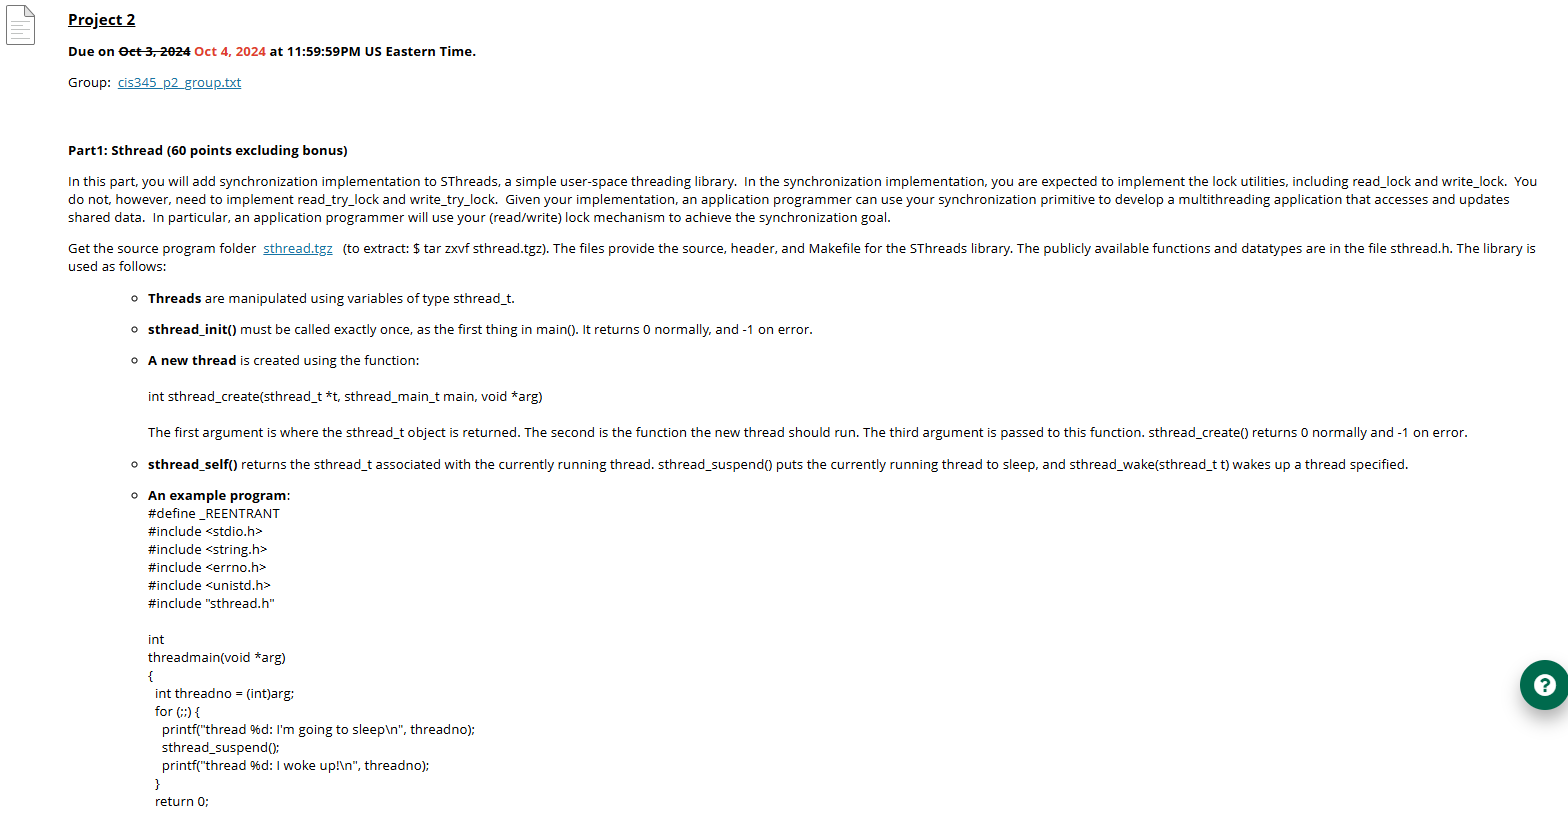 Project 2
Due on Oct 3, 2024 Oct 4, 2024 at 11:59:59PM US Eastern Time.
Group: cis345_p2_group.txt
Part1: Sthread (60 points excluding bonus)
In this part, you will add synchronization implementation to SThreads, a simple user-space threading library. In the synchronization implementation, you are expected to implement the lock utilities, including read_lock and write_lock. You
do not, however, need to implement read_try_lock and write_try_lock. Given your implementation, an application programmer can use your synchronization primitive to develop a multithreading application that accesses and updates
shared data. In particular, an application programmer will use your (read/write) lock mechanism to achieve the synchronization goal.
Get the source program folder sthread.tgz (to extract: $ tar zxvf sthread.tgz). The files provide the source, header, and Makefile for the SThreads library. The publicly available functions and datatypes are in the file sthread.h. The library is
used as follows:
Threads are manipulated using variables of type sthread_t.
sthread_init() must be called exactly once, as the first thing in main(). It returns 0 normally, and -1 on error.
A new thread is created using the function:
int sthread_create(sthread_t *t, sthread_main_t main, void *arg)
The first argument is where the sthread_t object is returned. The second is the function the new thread should run. The third argument is passed to this function. sthread_create() returns 0 normally and -1 on error.
sthread_self() returns the sthread_t associated with the currently running thread. sthread_suspend() puts the currently running thread to sleep, and sthread_wake(sthread_t t) wakes up a thread specified.
An example program:
#define _REENTRANT
#include <stdio.h>
#include <string.h>
#include <errno.h>
#include <unistd.h>
#include "sthread.h"
int
threadmain(void *arg)
{
int threadno = (int)arg;
for (;;) {
printf("thread %d: I'm going to sleep\n", threadno);
sthread_suspend();
printf("thread %d: I woke up!\n", threadno);
}
return 0;
?